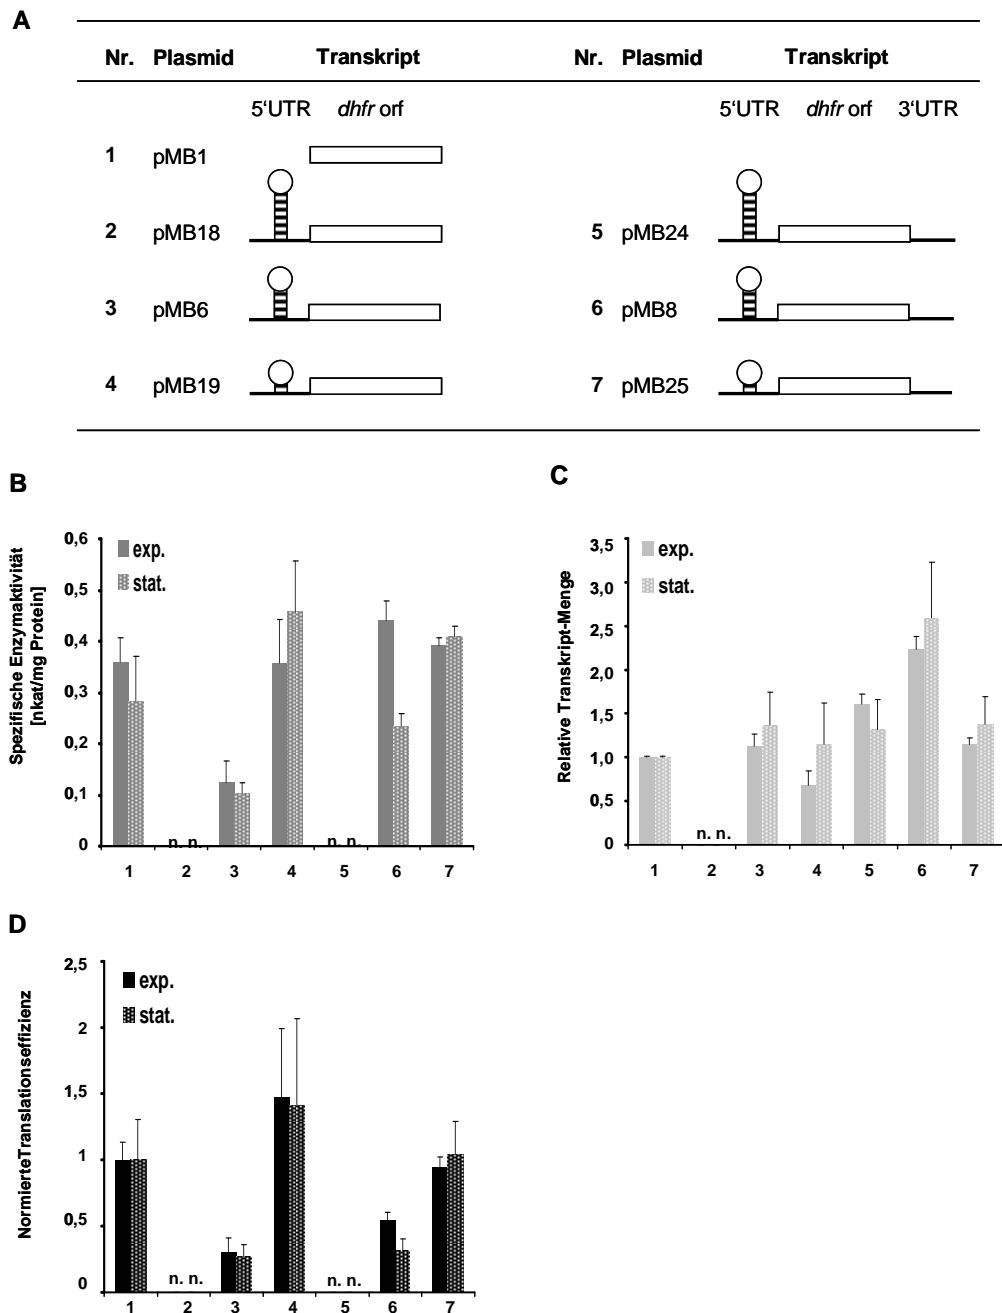 A
Nr. Plasmid Transkript Nr. Plasmid Transkript
5‘UTR dhfr orf 5‘UTR dhfr orf 3‘UTR
1 pMB1
2 pMB18 5 pMB24
3 pMB6 6 pMB8
4 pMB19 7 pMB25
B
Spezifische Enzymaktivität
[nkat/mg Protein]
0,6
0,5
0,4
0,3
0,2
0,1
0
exp.
stat.
n. n. n. n.
1 2 3 4 5 6 7
C
Relative Transkript-Menge
3,5
3,0
2,5
2,0
1,5
1,0
0,5
0
exp.
stat.
n. n.
1 2 3 4 5 6 7
D
NormierteTranslationseffizienz
2,5
2
1,5
1
0,5
0
exp.
stat.
n. n. n. n.
1 2 3 4 5 6 7